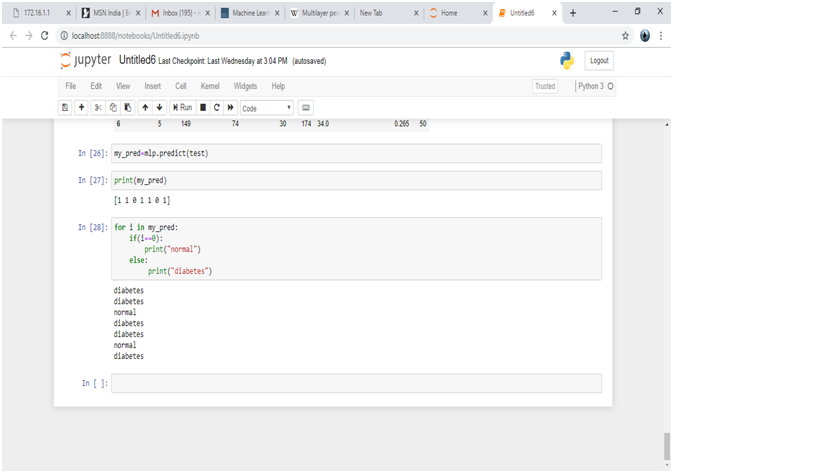 172.16.1.1 MSN India | B Inbox (195) - Machine Learn Multilayer per New Tab Home Untitled6
localhost:8888/notebooks/Untitled6.ipynb
jupyter Untitled6 Last Checkpoint: Last Wednesday at 3:04 PM (autosaved) Logout
File Edit View Insert Cell Kernel Widgets Help Trusted Python 3
Run Code
6 5 149 74 30 174 34.0 0.265 50
In [26]: my_pred=mlp.predict(test)
In [27]: print(my_pred)
[1 1 0 1 1 0 1]
In [28]: for i in my_pred:
if(i==0):
print("normal")
else:
print("diabetes")
diabetes
diabetes
normal
diabetes
diabetes
normal
diabetes
In [ ]: